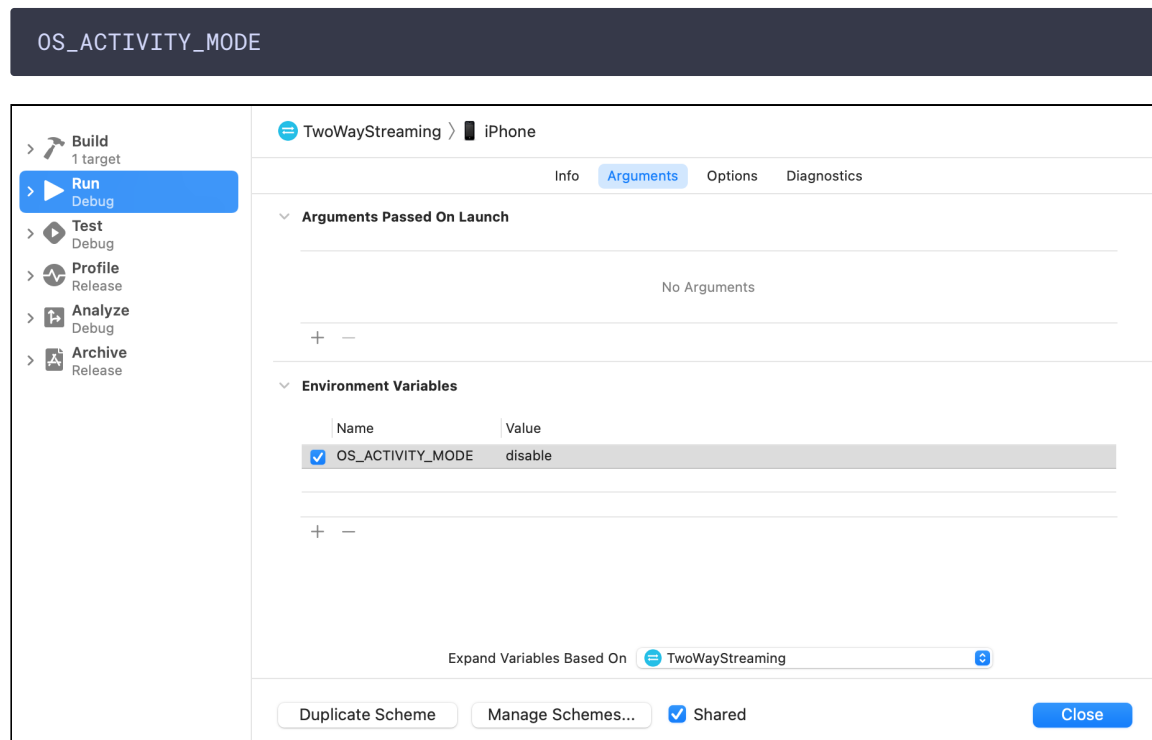 OS_ACTIVITY_MODE
Build
1 target
Run
Debug
Test
Debug
Profile
Release
Analyze
Debug
Archive
Release
TwoWayStreaming 〉 iPhone
Info Arguments Options Diagnostics
Arguments Passed On Launch
No Arguments
Environment Variables
Name Value
OS_ACTIVITY_MODE disable
Expand Variables Based On TwoWayStreaming
Duplicate Scheme Manage Schemes... Shared Close